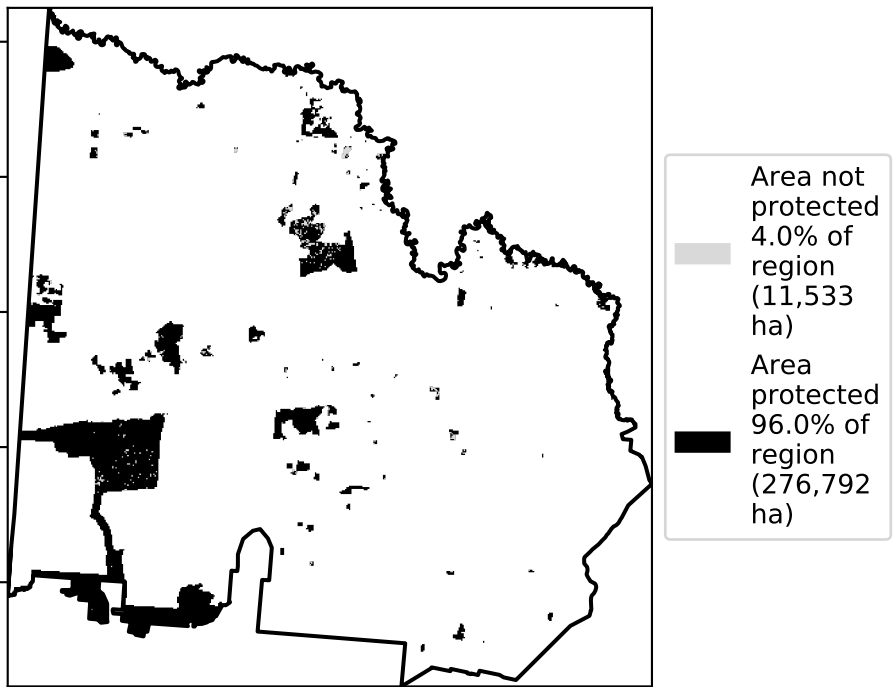 Area not
protected
4.0% of
region
(11,533
ha)
Area
protected
96.0% of
region
(276,792
ha)